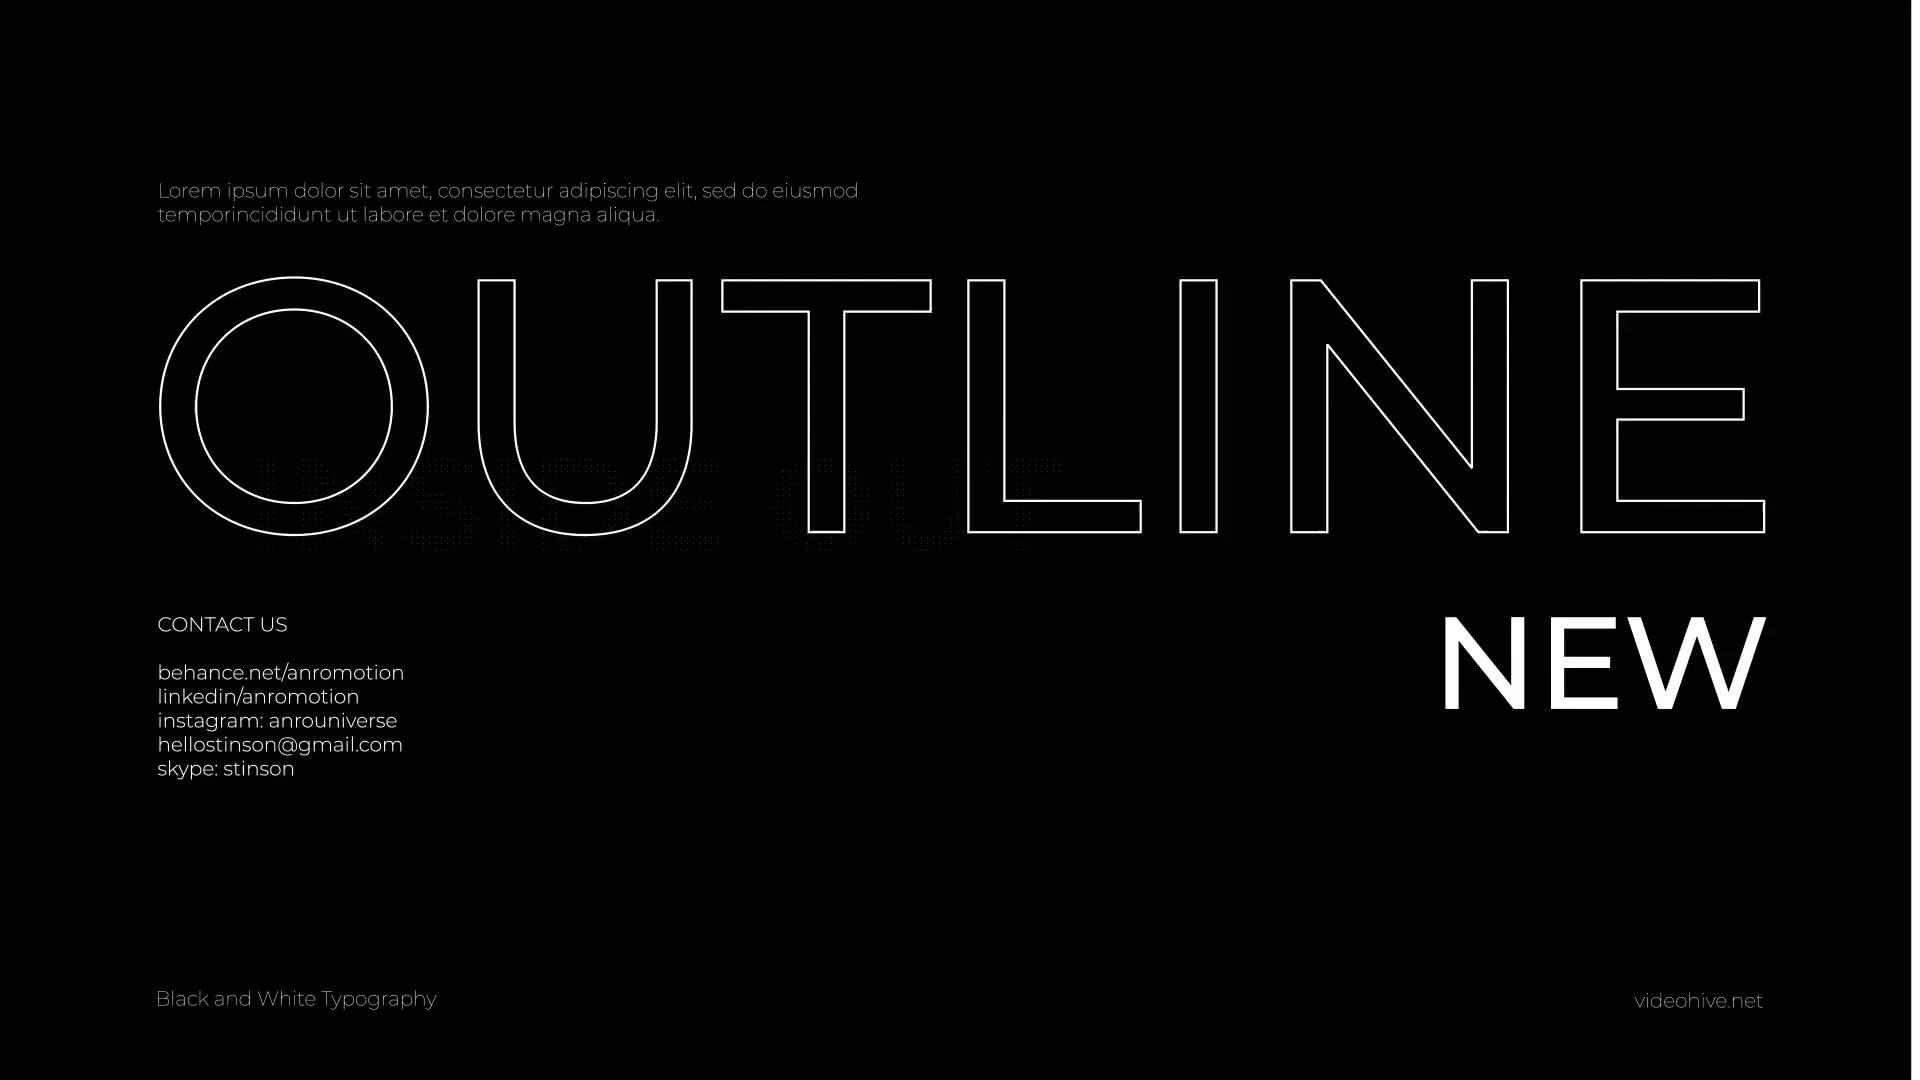 Lorem ipsum dolor sit amet, consectetur adipiscing elit, sed do eiusmod
temporincididunt ut labore et dolore magna aliqua.
OUTLINE
INSIDE OUT
CONTACT US
NEW
behance.net/anromotion
linkedin/anromotion
instagram: anrouniverse
hellostinson@gmail.com
skype: stinson
Black and White Typography
videohive.net